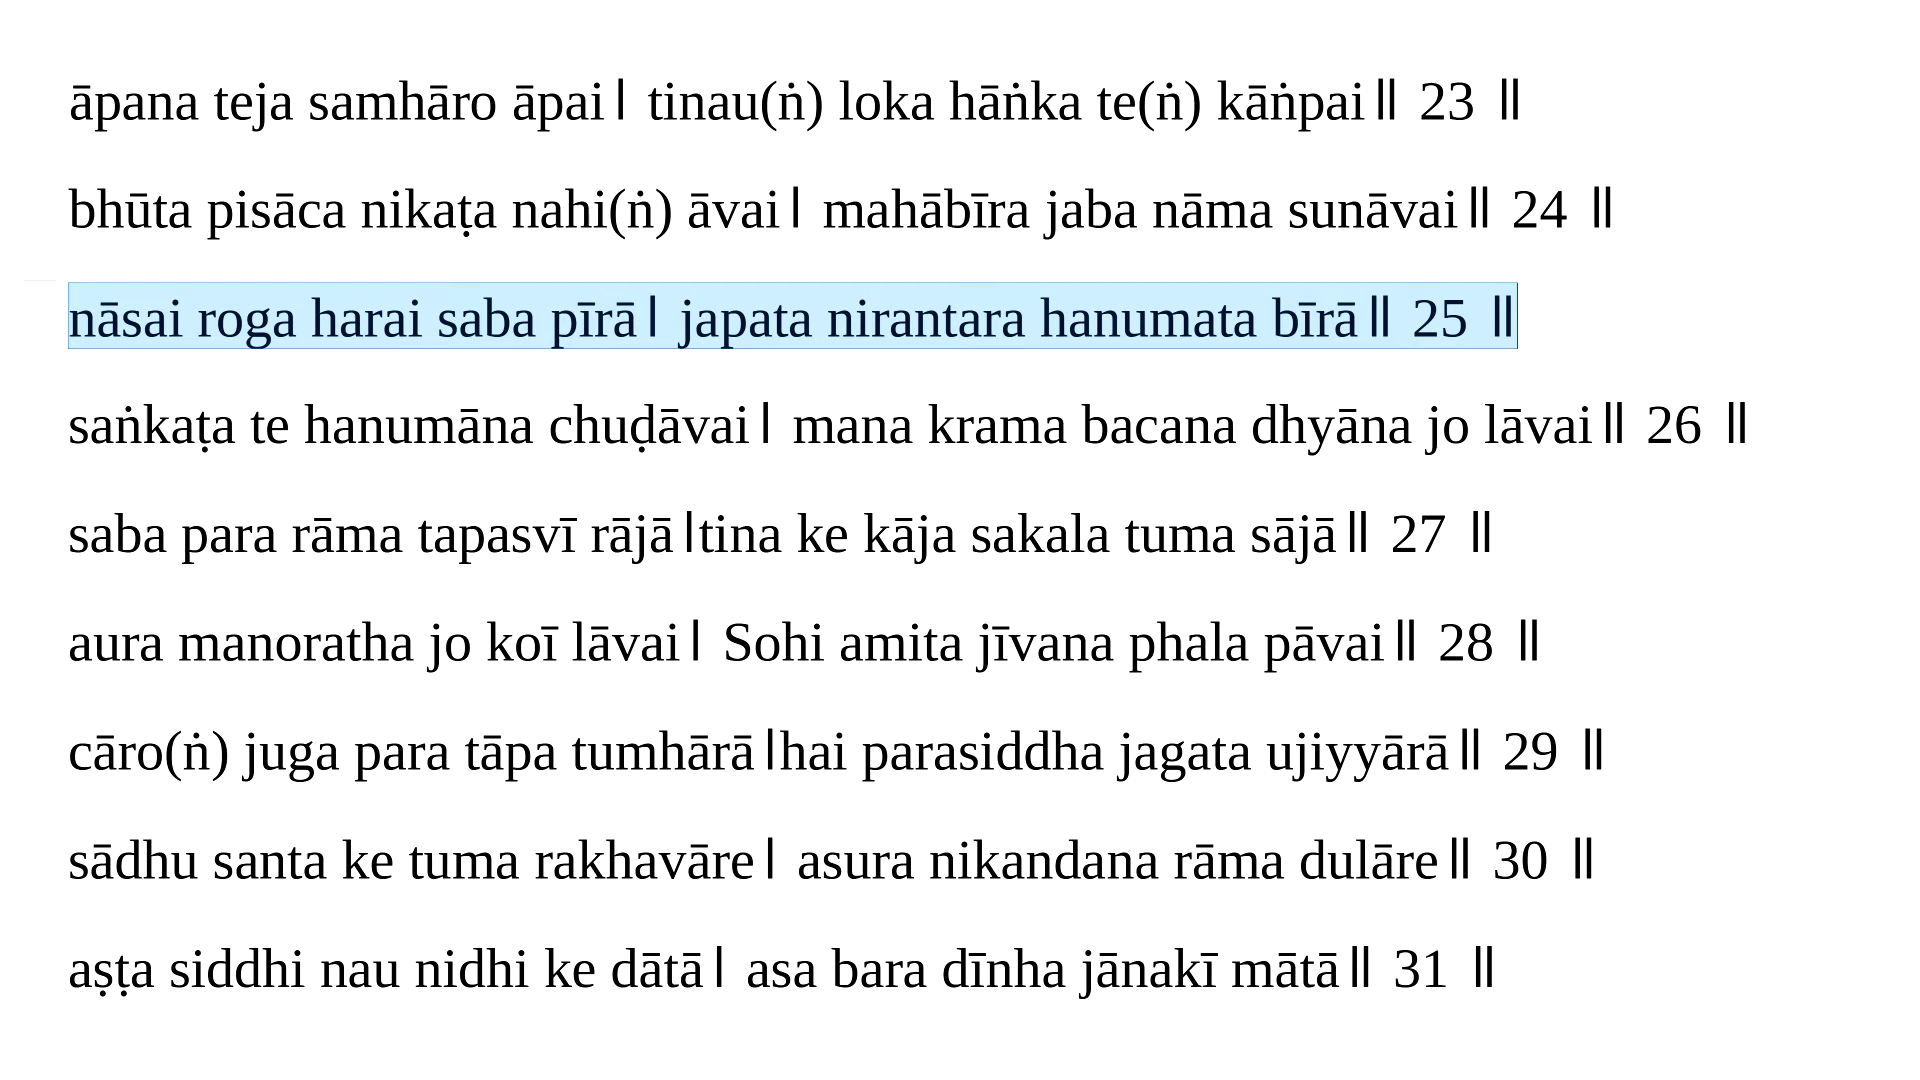 āpana teja samhāro āpai। tinau(ṅ) loka hāṅka te(ṅ) kāṅpai॥ 23 ॥
bhūta pisāca nikaṭa nahi(ṅ) āvai। mahābīra jaba nāma sunāvai॥ 24 ॥
nāsai roga harai saba pīrā। japata nirantara hanumata bīrā॥ 25 ॥
saṅkaṭa te hanumāna chuḍāvai। mana krama bacana dhyāna jo lāvai॥ 26 ॥
saba para rāma tapasvī rājā।tina ke kāja sakala tuma sājā॥ 27 ॥
aura manoratha jo koī lāvai। Sohi amita jīvana phala pāvai॥ 28 ॥
cāro(ṅ) juga para tāpa tumhārā।hai parasiddha jagata ujiyyārā॥ 29 ॥
sādhu santa ke tuma rakhavāre। asura nikandana rāma dulāre॥ 30 ॥
aṣṭa siddhi nau nidhi ke dātā। asa bara dīnha jānakī mātā॥ 31 ॥